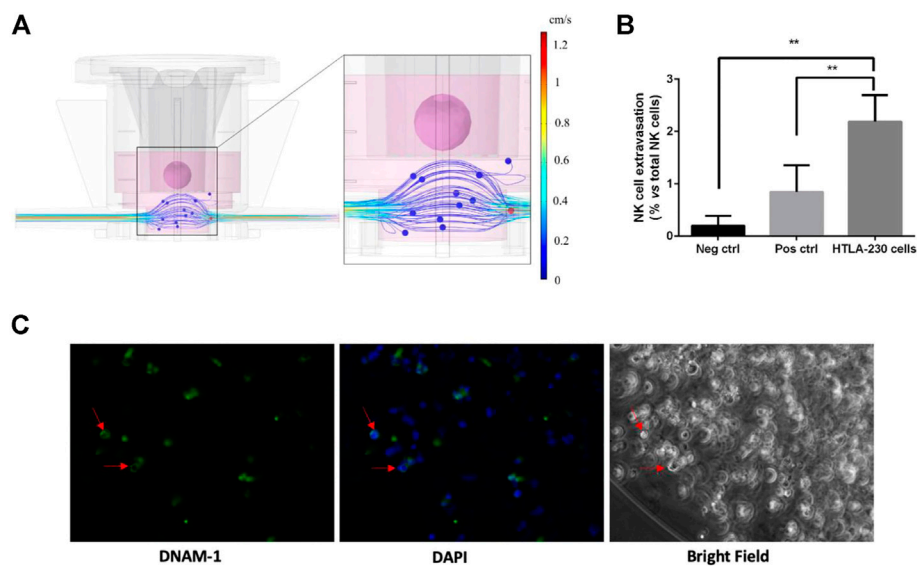 A
cm/s
1.2
1
0.8
0.6
0.4
0.2
0
B
**
**
NK cell extravasation
(% vs total NK cells)
3
2
1
0
Neg ctrl
Pos ctrl
HTLA-230 cells
C
DNAM-1
DAPI
Bright Field